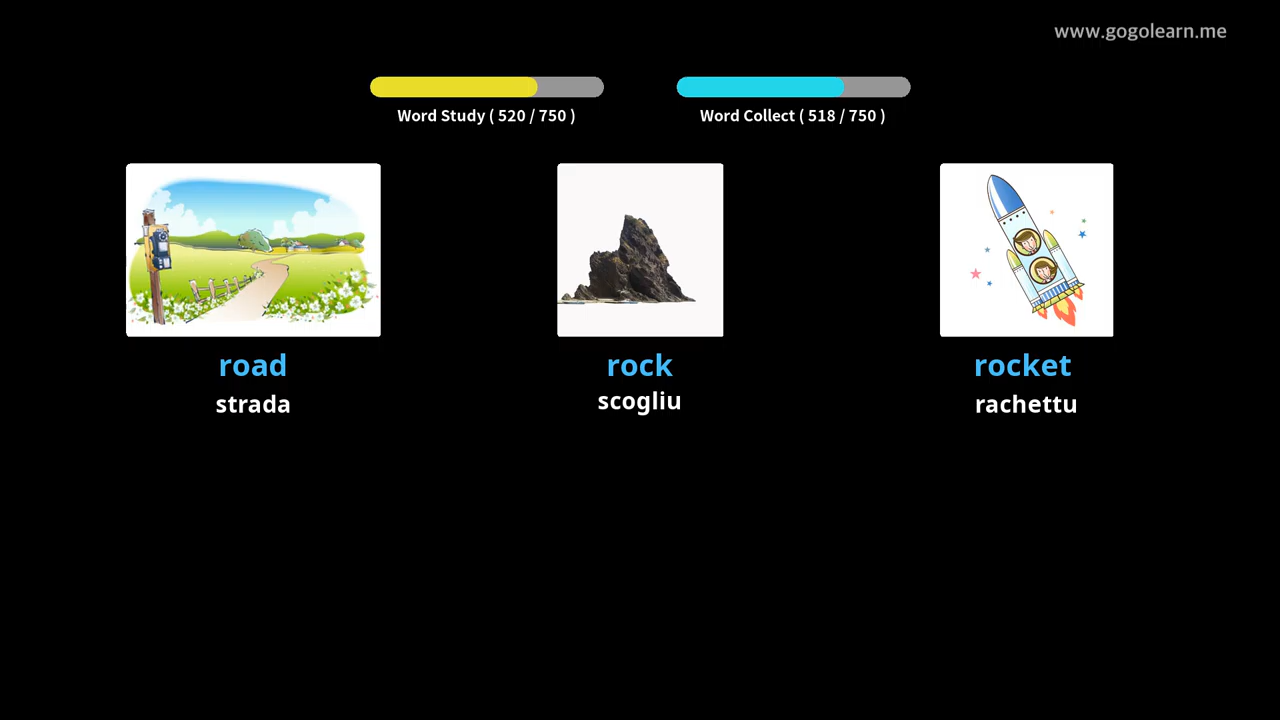 www.gogolearn.me
Word Study ( 520 / 750 )
Word Collect ( 518 / 750 )
road
rock
rocket
strada
scogliu
rachettu